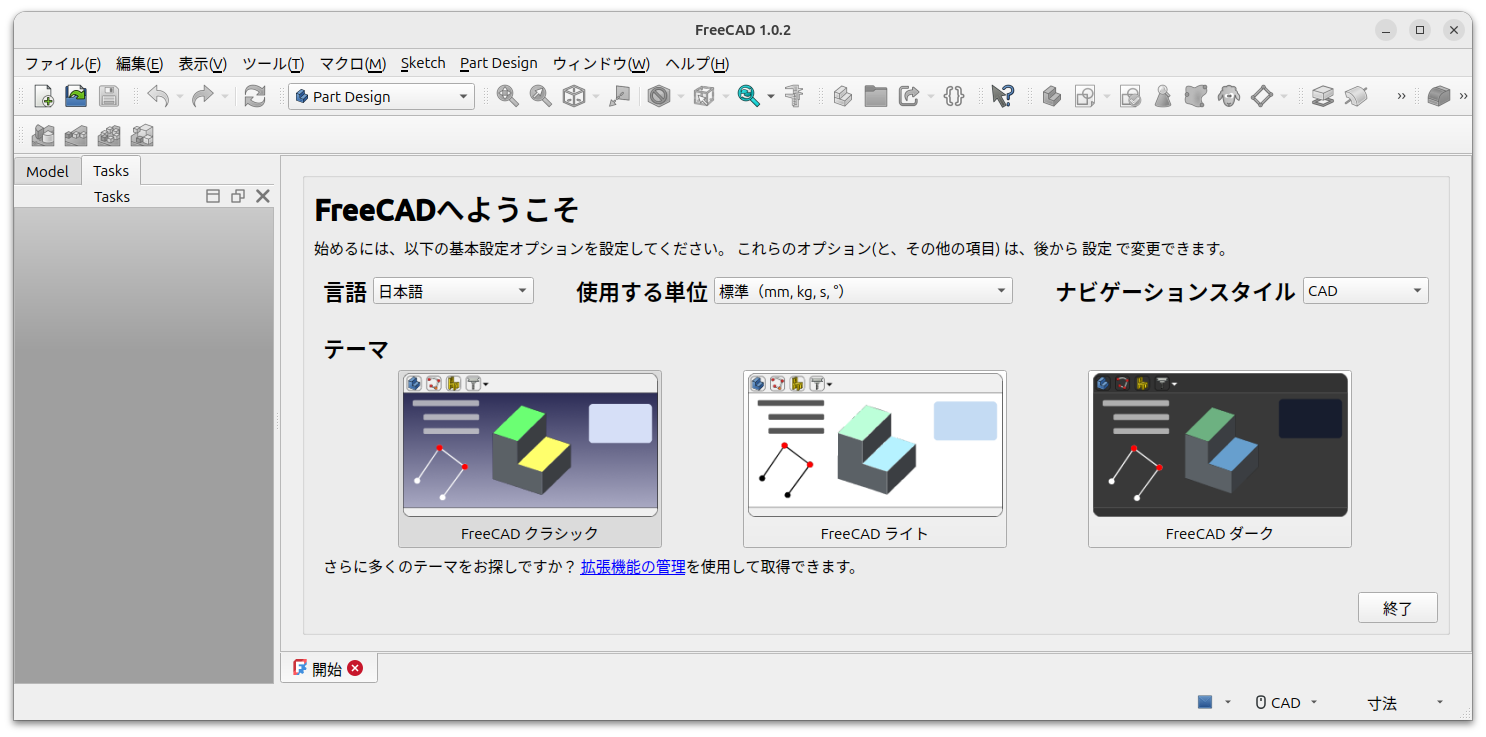 FreeCAD 1.0.2
ファイル(F) 編集(E) 表示(V) ツール(T) マクロ(M) Sketch Part Design ウィンドウ(W) ヘルプ(H)
Part Design
Model Tasks
Tasks
FreeCADへようこそ
始めるには、以下の基本設定オプションを設定してください。 これらのオプション(と、その他の項目) は、後から 設定 で変更できます。
言語 日本語 使用する単位 標準（mm, kg, s, °） ナビゲーションスタイル CAD
テーマ
FreeCAD クラシック FreeCAD ライト FreeCAD ダーク
さらに多くのテーマをお探しですか？ 拡張機能の管理を使用して取得できます。
終了
開始
CAD 寸法